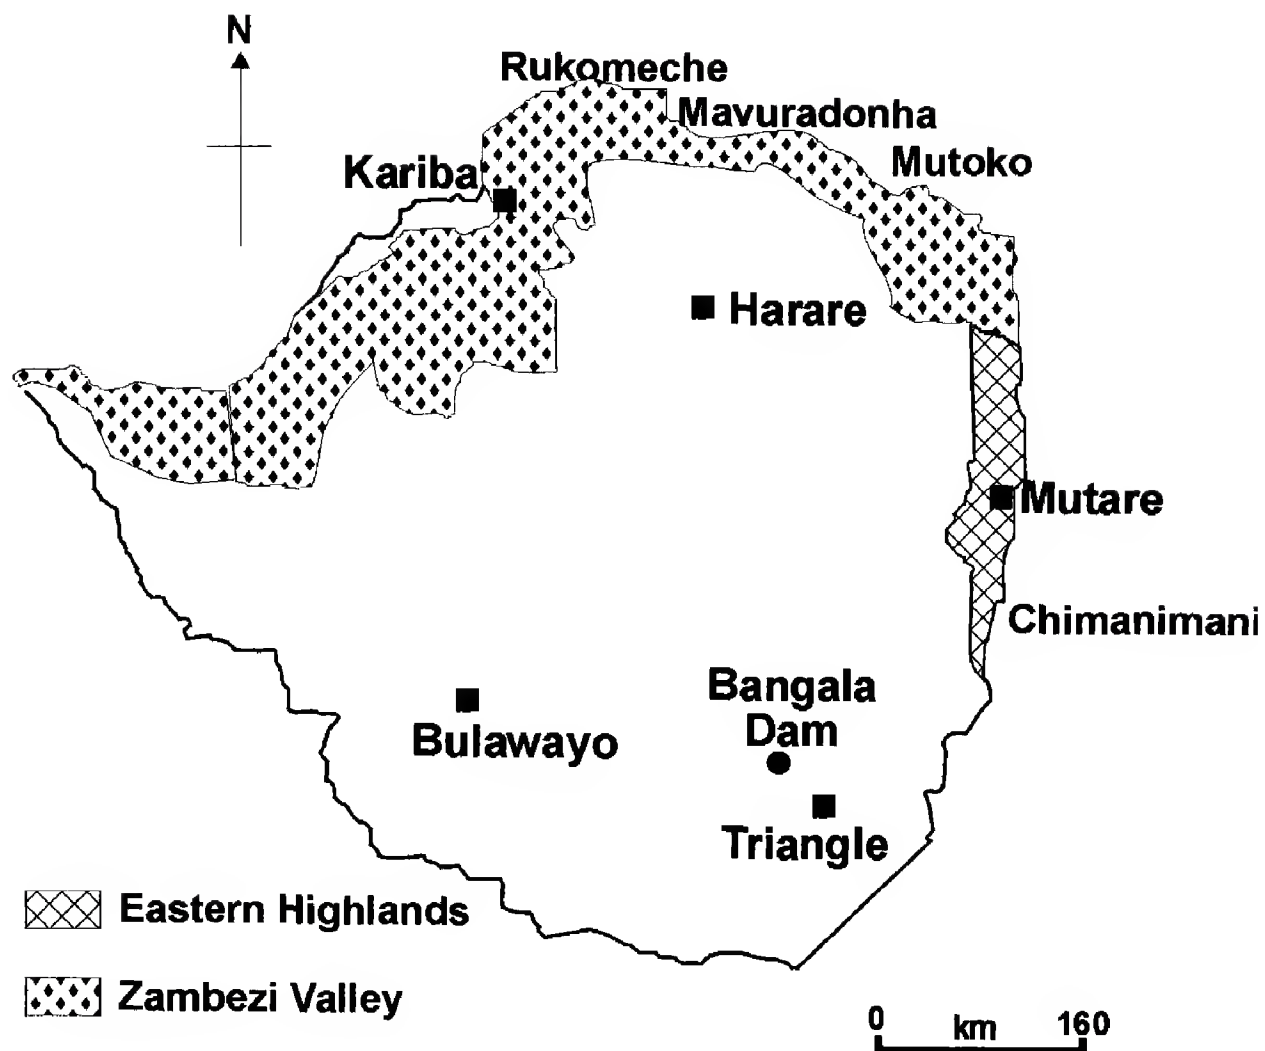 N
Rukomeche
Mavuradonha
Mutoko
Kariba
Harare
Mutare
Chimanimani
Bangala
Dam
Bulawayo
Triangle
Eastern Highlands
Zambezi Valley
0 km 160